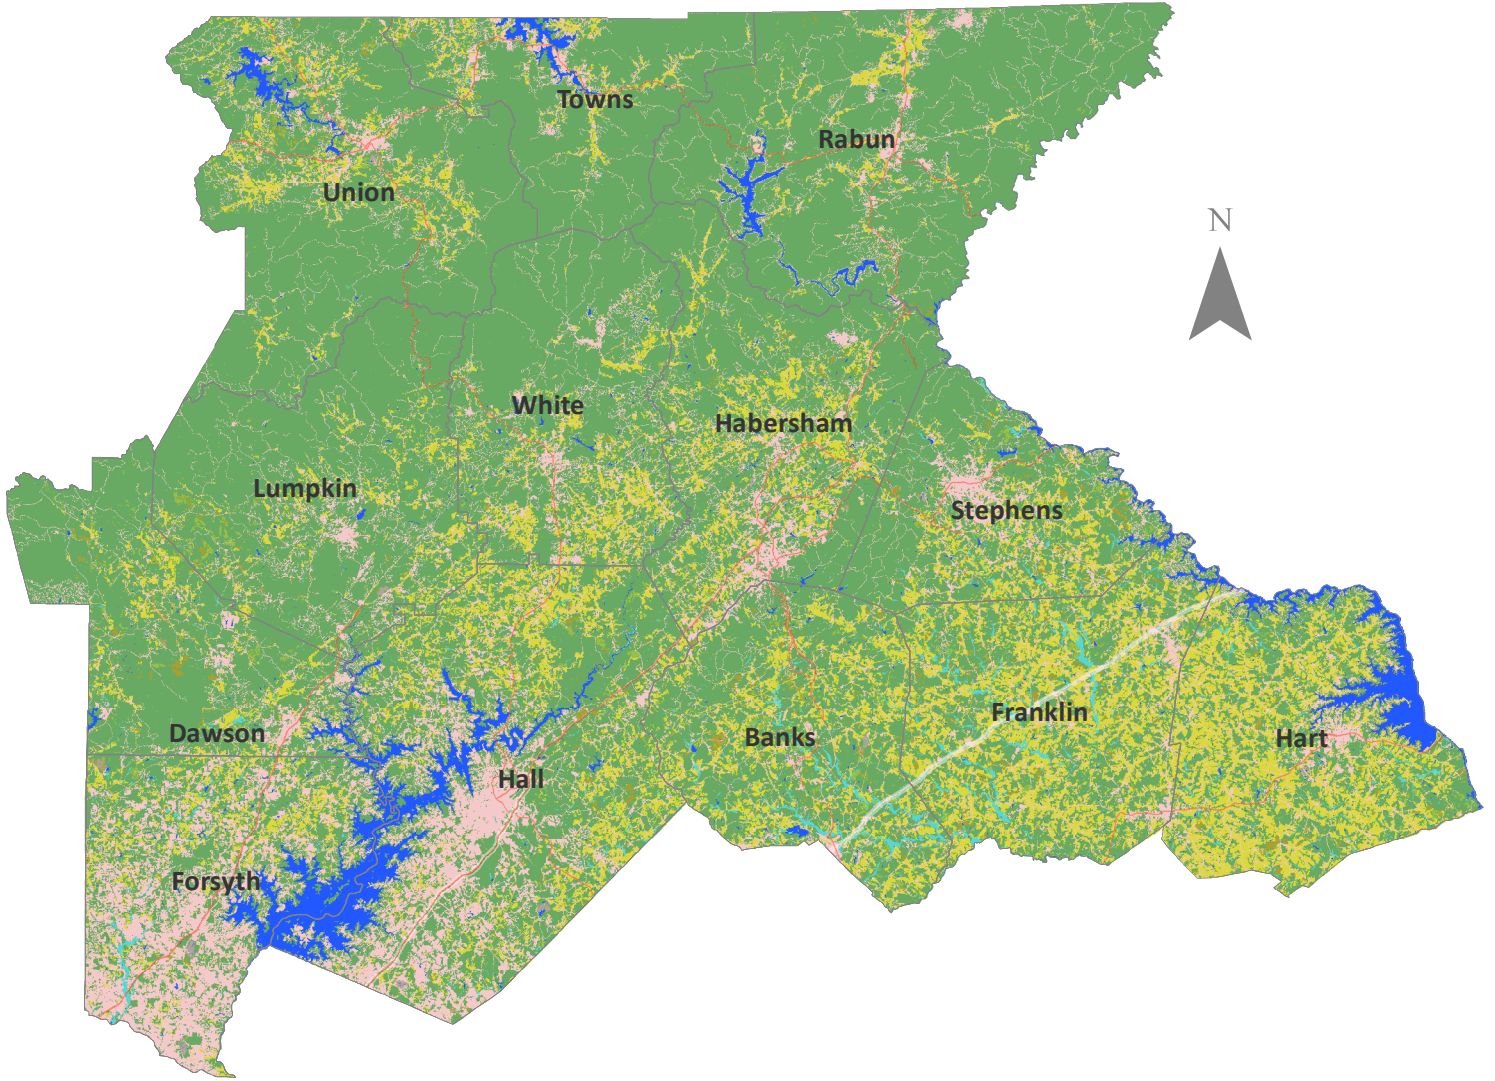 Towns
Rabun
Union
N
White
Habersham
Lumpkin
Stephens
Dawson
Banks
Franklin
Hart
Hall
Forsyth